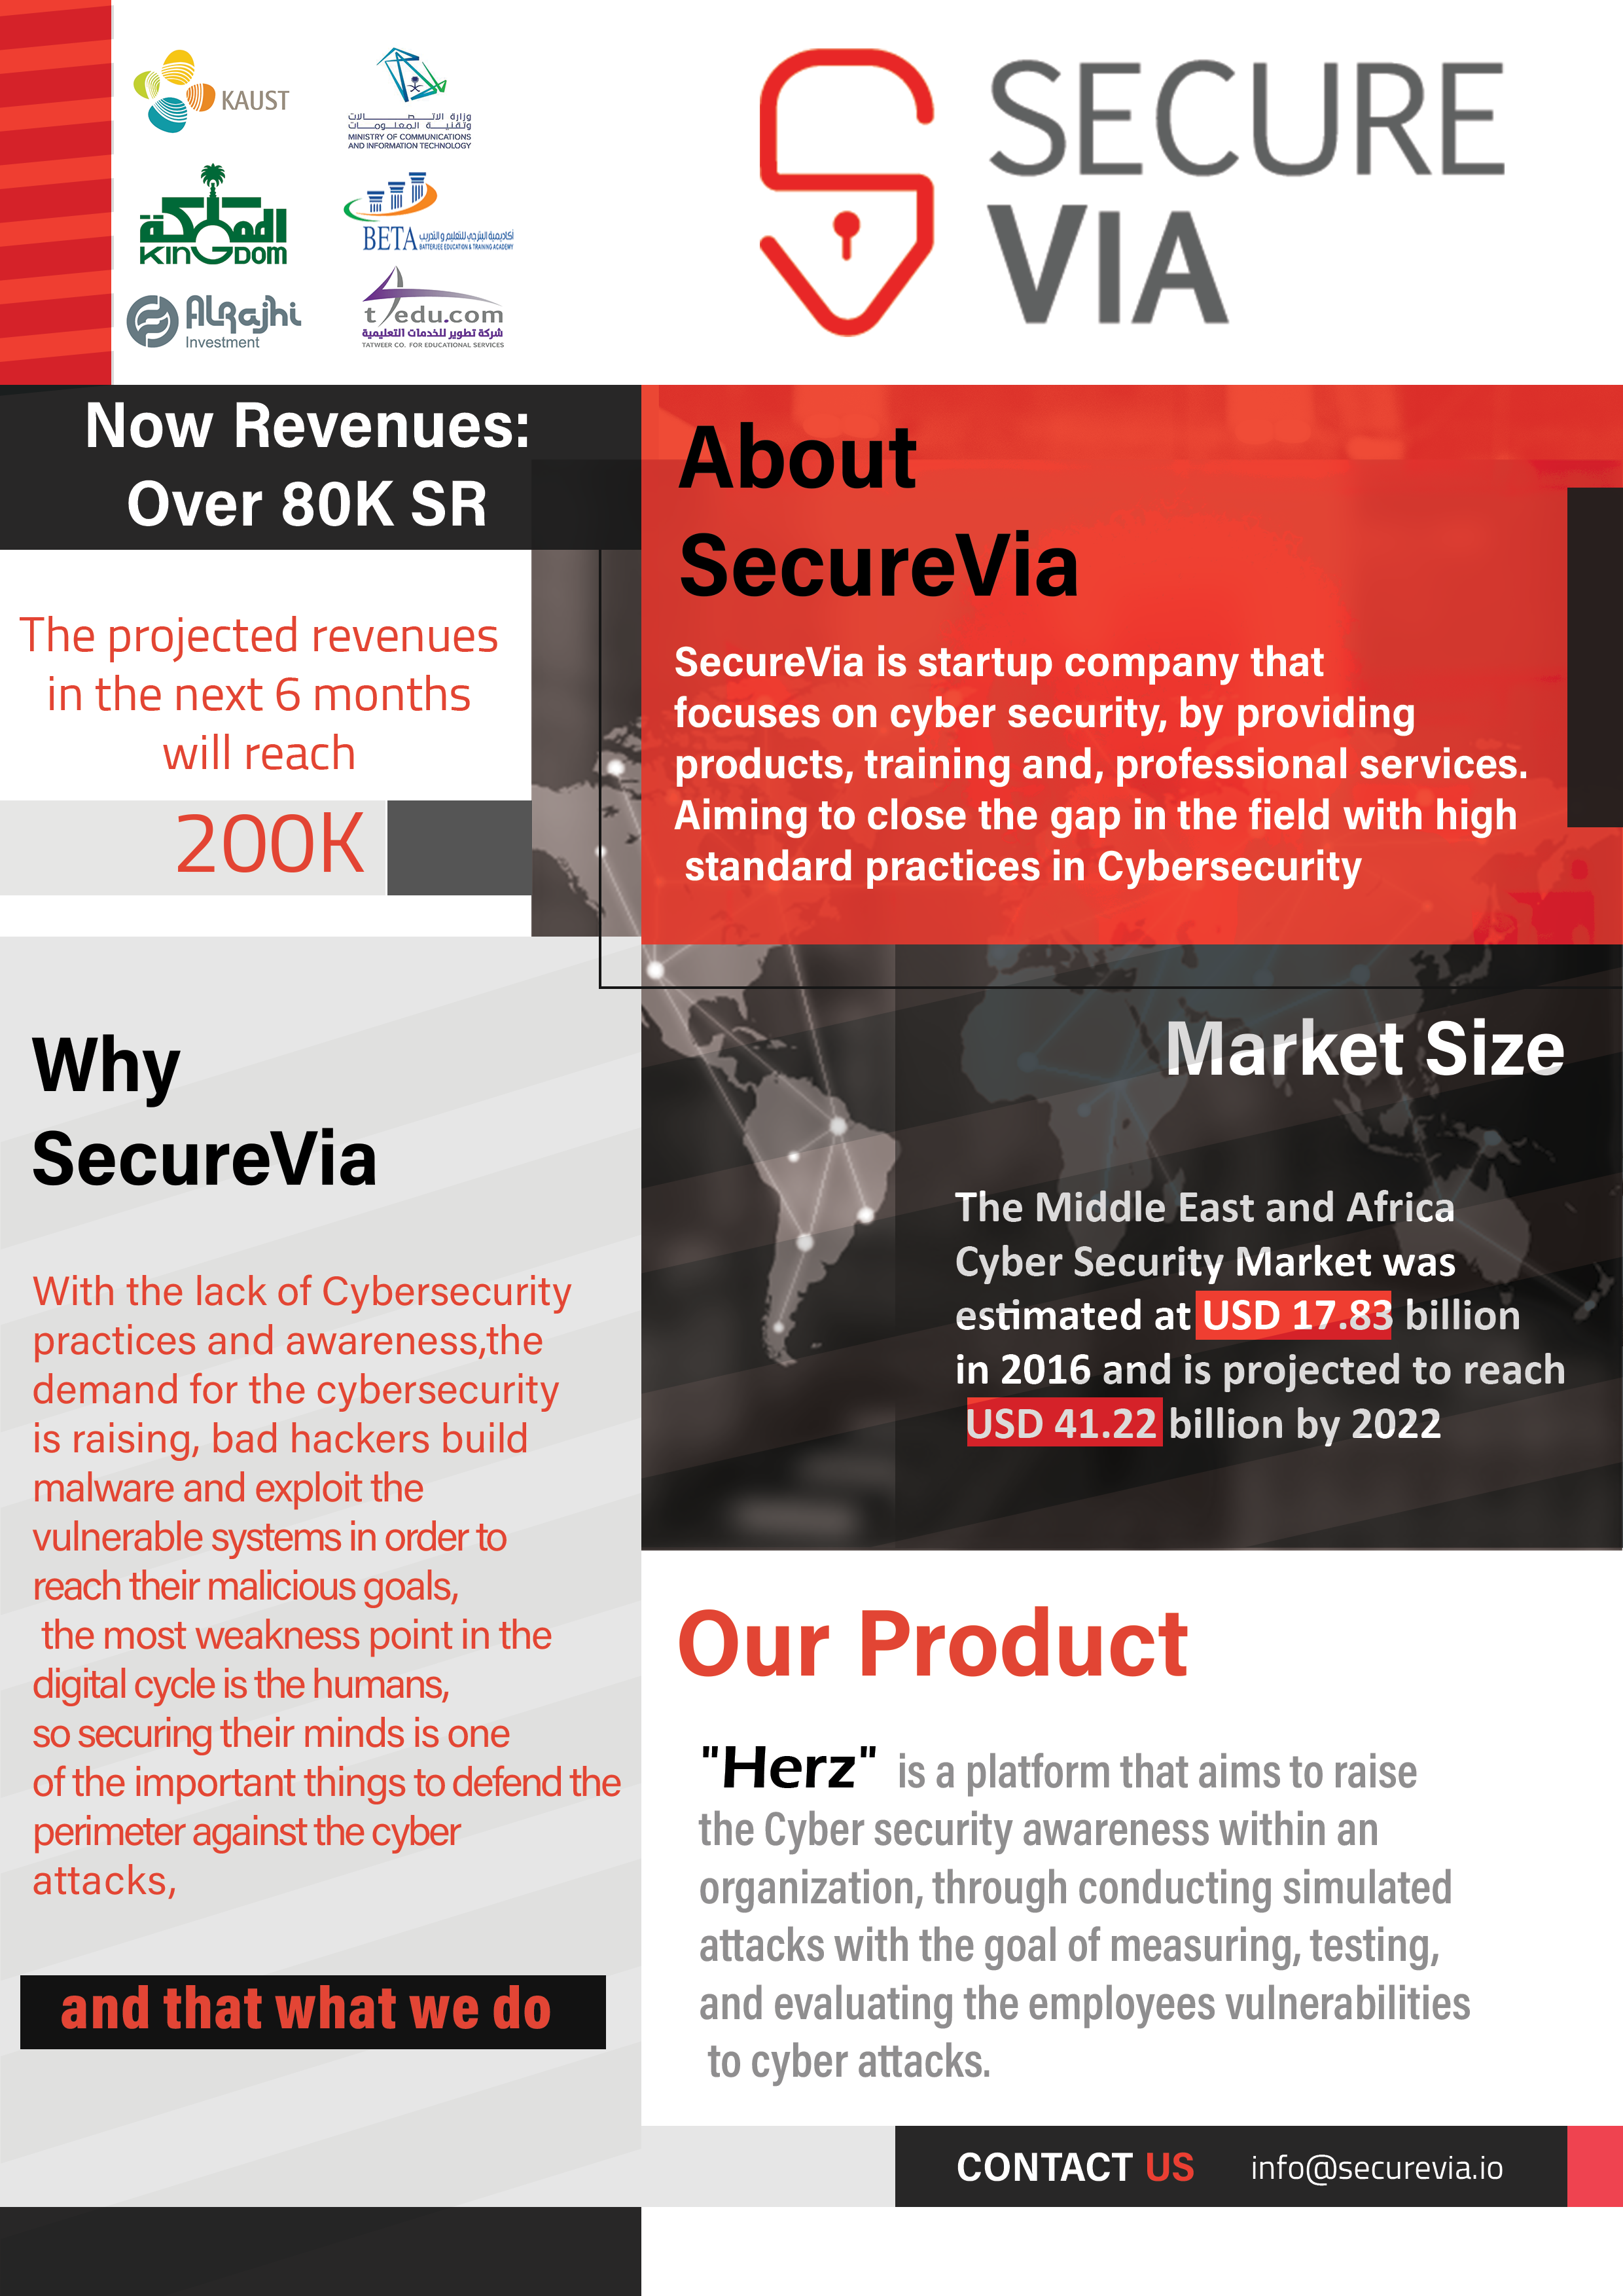 KAUST
وزارة الاتصالات
وتقنية المعلومات
MINISTRY OF COMMUNICATIONS
AND INFORMATION TECHNOLOGY
المملكة
KINGDOM
BETA
أكاديمية البترجي للتعليم و التدريب
BATTERJEE EDUCATION & TRAINING ACADEMY
ALRajhi
Investment
t/edu.com
شركة تطوير للخدمات التعليمية
TATWEER CO. FOR EDUCATIONAL SERVICES
SECURE
VIA
Now Revenues:
Over 80K SR
The projected revenues
in the next 6 months
will reach
200K
About
SecureVia
SecureVia is startup company that
focuses on cyber security, by providing
products, training and, professional services.
Aiming to close the gap in the field with high
standard practices in Cybersecurity
Why
SecureVia
With the lack of Cybersecurity
practices and awareness,the
demand for the cybersecurity
is raising, bad hackers build
malware and exploit the
vulnerable systems in order to
reach their malicious goals,
the most weakness point in the
digital cycle is the humans,
so securing their minds is one
of the important things to defend the
perimeter against the cyber
attacks,
and that what we do
Market Size
The Middle East and Africa
Cyber Security Market was
estimated at USD 17.83 billion
in 2016 and is projected to reach
USD 41.22 billion by 2022
Our Product
"Herz" is a platform that aims to raise
the Cyber security awareness within an
organization, through conducting simulated
attacks with the goal of measuring, testing,
and evaluating the employees vulnerabilities
to cyber attacks.
CONTACT US info@securevia.io